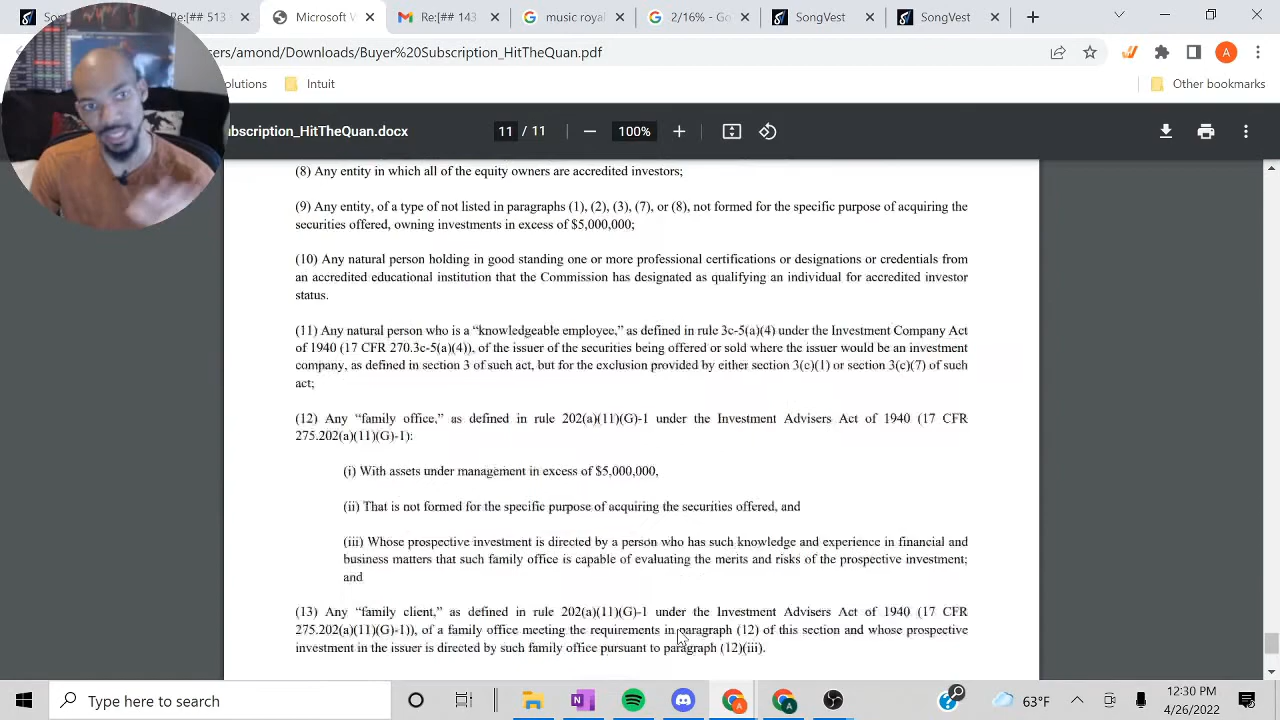 So
Re:[## 513
Microsoft W
Re:[##143
music royal
2/16% - Go
SongVest
SongVest
amond/Downloads/Buyer%20Subscription_HitTheQuan.pdf
A
olutions
Intuit
Other bookmarks
ubscription_HitTheQuan.docx
11 / 11
100%
(8) Any entity in which all of the equity owners are accredited investors;
(9) Any entity, of a type of not listed in paragraphs (1), (2), (3), (7), or (8), not formed for the specific purpose of acquiring the
securities offered, owning investments in excess of $5,000,000;
(10) Any natural person holding in good standing one or more professional certifications or designations or credentials from
an accredited educational institution that the Commission has designated as qualifying an individual for accredited investor
status.
(11) Any natural person who is a “knowledgeable employee,” as defined in rule 3c-5(a)(4) under the Investment Company Act
of 1940 (17 CFR 270.3c-5(a)(4)), of the issuer of the securities being offered or sold where the issuer would be an investment
company, as defined in section 3 of such act, but for the exclusion provided by either section 3(c)(1) or section 3(c)(7) of such
act;
(12) Any “family office,” as defined in rule 202(a)(11)(G)-1 under the Investment Advisers Act of 1940 (17 CFR
275.202(a)(11)(G)-1):
(i) With assets under management in excess of $5,000,000,
(ii) That is not formed for the specific purpose of acquiring the securities offered, and
(iii) Whose prospective investment is directed by a person who has such knowledge and experience in financial and
business matters that such family office is capable of evaluating the merits and risks of the prospective investment;
and
(13) Any “family client,” as defined in rule 202(a)(11)(G)-1 under the Investment Advisers Act of 1940 (17 CFR
275.202(a)(11)(G)-1)), of a family office meeting the requirements in paragraph (12) of this section and whose prospective
investment in the issuer is directed by such family office pursuant to paragraph (12)(iii).
Type here to search
63°F
12:30 PM
4/26/2022